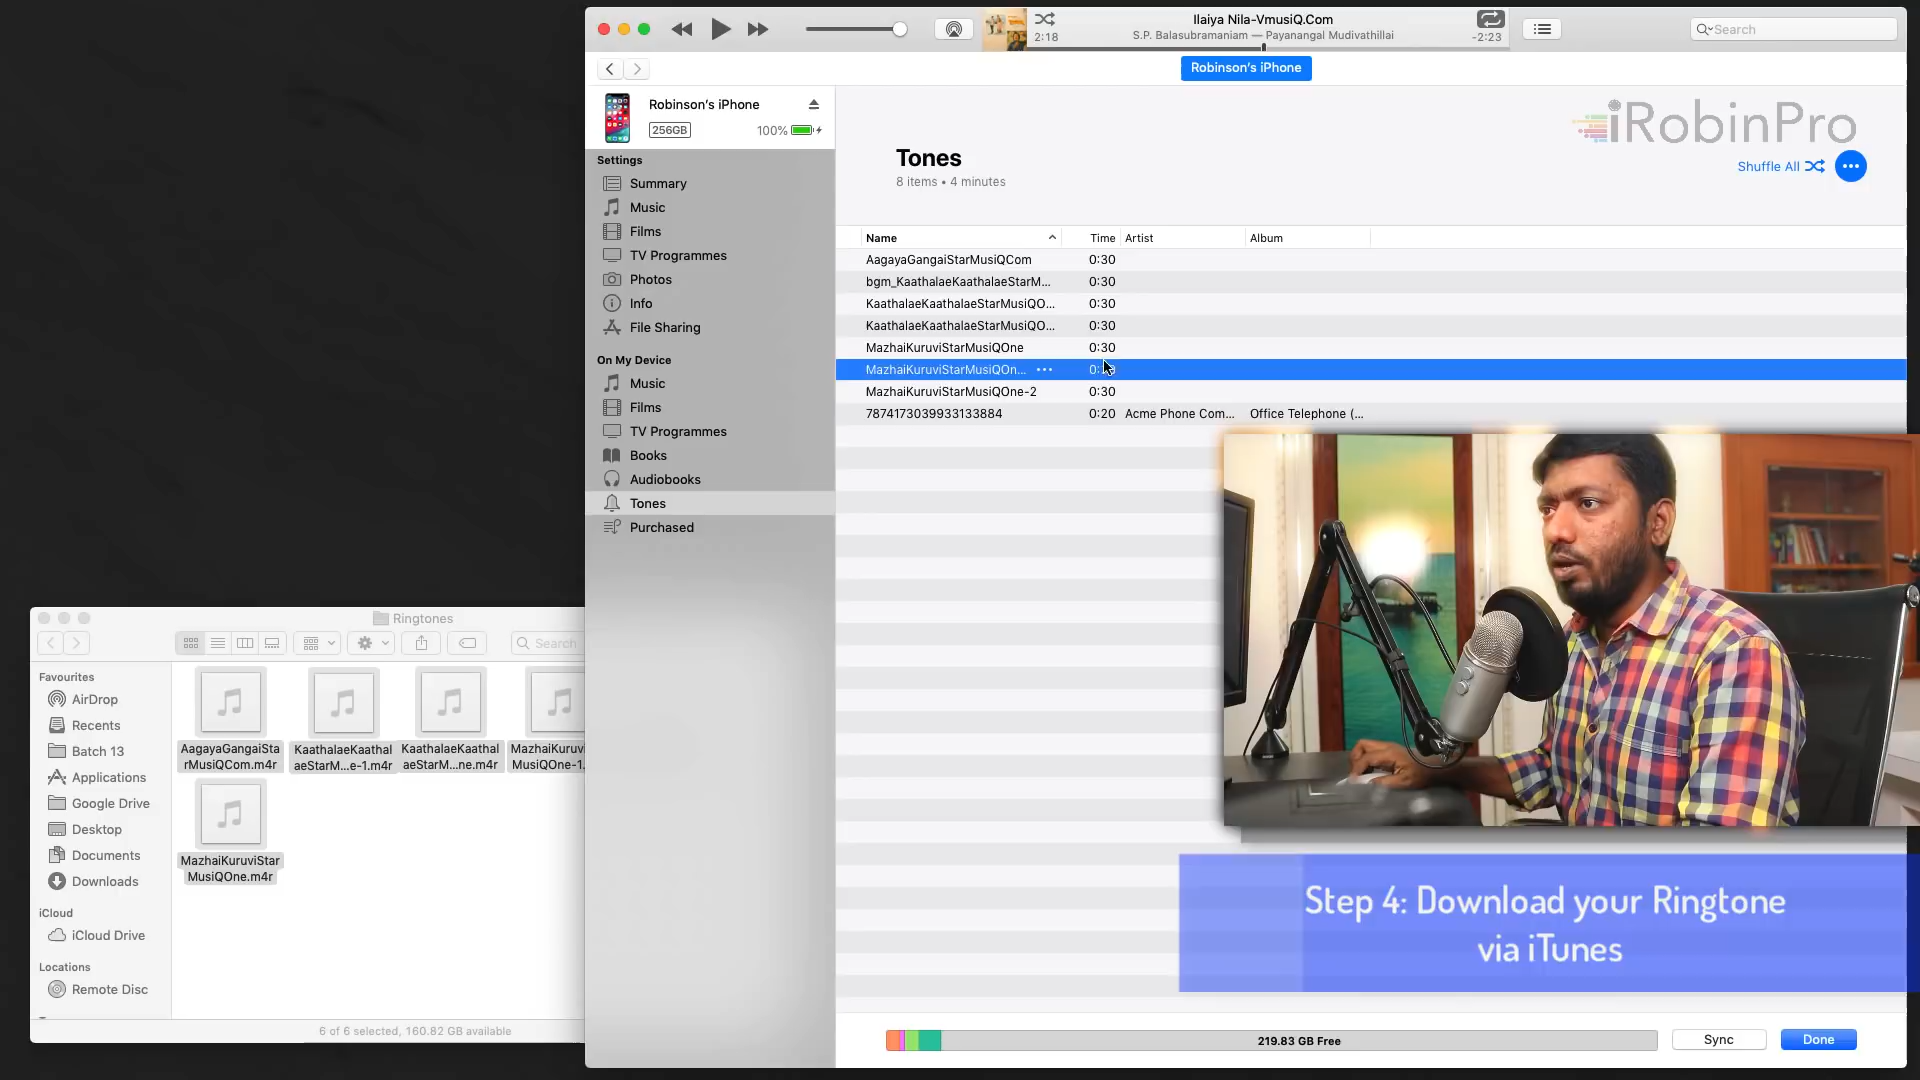 Ilaiya Nila-VmusiQ.Com
2:18
S.P. Balasubramaniam — Payanangal Mudivathillai
-2:23
Search
Robinson's iPhone
Robinson's iPhone
256GB
100%
iRobinPro
Settings
Summary
Music
Films
TV Programmes
Photos
Info
File Sharing
On My Device
Music
Films
TV Programmes
Books
Audiobooks
Tones
Purchased
Tones
8 items • 4 minutes
Shuffle All
Name Time Artist Album
AagayaGangaiStarMusiQCom 0:30
bgm_KaathalaeKaathalaeStarM... 0:30
KaathalaeKaathalaeStarMusiQO... 0:30
KaathalaeKaathalaeStarMusiQO... 0:30
MazhaiKuruviStarMusiQOne 0:30
MazhaiKuruviStarMusiQOn...
MazhaiKuruviStarMusiQOne-2 0:30
7874173039933133884 0:20 Acme Phone Com... Office Telephone (...
Step 4: Download your Ringtone
via iTunes
219.83 GB Free
Sync
Done
Ringtones
Search
Favourites
AirDrop
Recents
Batch 13
Applications
Google Drive
Desktop
Documents
Downloads
iCloud
iCloud Drive
Locations
Remote Disc
AagayaGangaiSta
rMusiQCom.m4r
KaathalaeKaathal
aeStarM...e-1.m4r
KaathalaeKaathal
aeStarM...ne.m4r
MazhaiKuruvi
MusiQOne-1.
MazhaiKuruviStar
MusiQOne.m4r
6 of 6 selected, 160.82 GB available